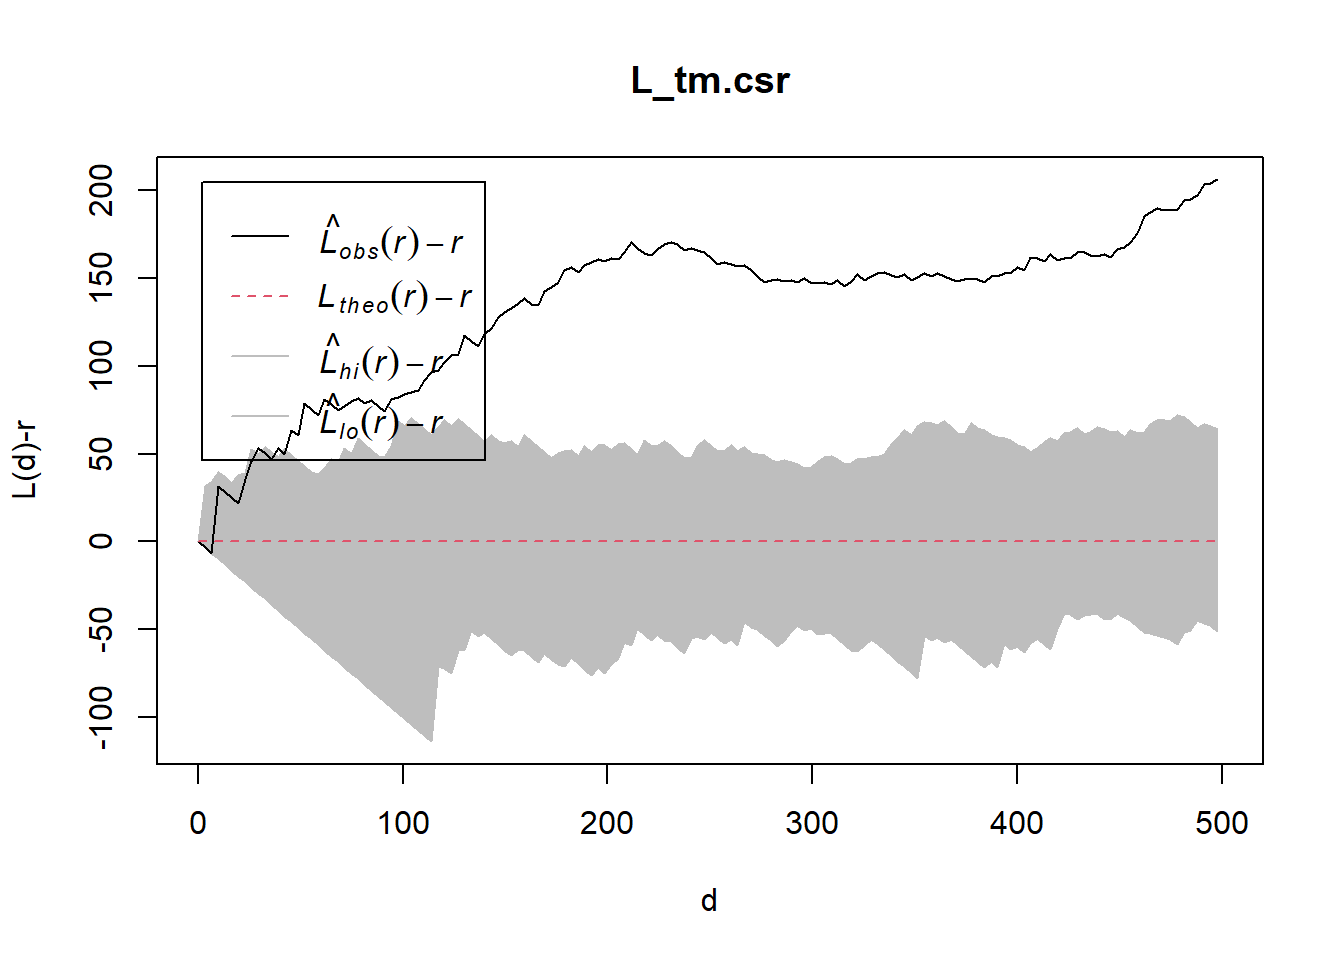 L_tm.csr
L̂obs(r) − r
Ltheo(r) − r
L̂hi(r) − r
L̂lo(r) − r
L(d)-r
200
150
100
50
0
-50
-100
0 100 200 300 400 500
d